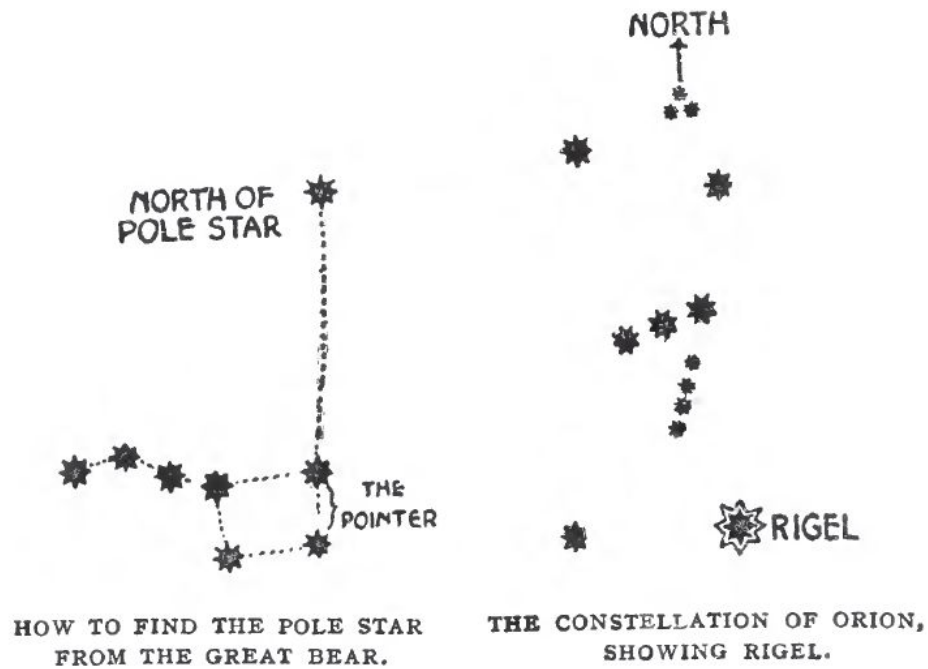 NORTH OF
POLE STAR
THE
POINTER
HOW TO FIND THE POLE STAR
FROM THE GREAT BEAR.
NORTH
RIGEL
THE CONSTELLATION OF ORION,
SHOWING RIGEL.